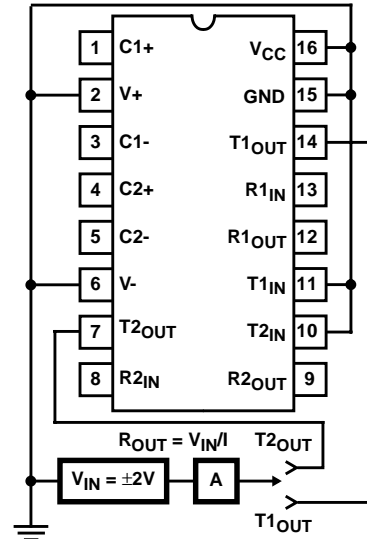 1 C1+ V_CC 16
2 V+ GND 15
3 C1- T1_OUT 14
4 C2+ R1_IN 13
5 C2- R1_OUT 12
6 V- T1_IN 11
7 T2_OUT T2_IN 10
8 R2_IN R2_OUT 9
R_OUT = V_IN/I T2_OUT
V_IN = ±2V A
T1_OUT